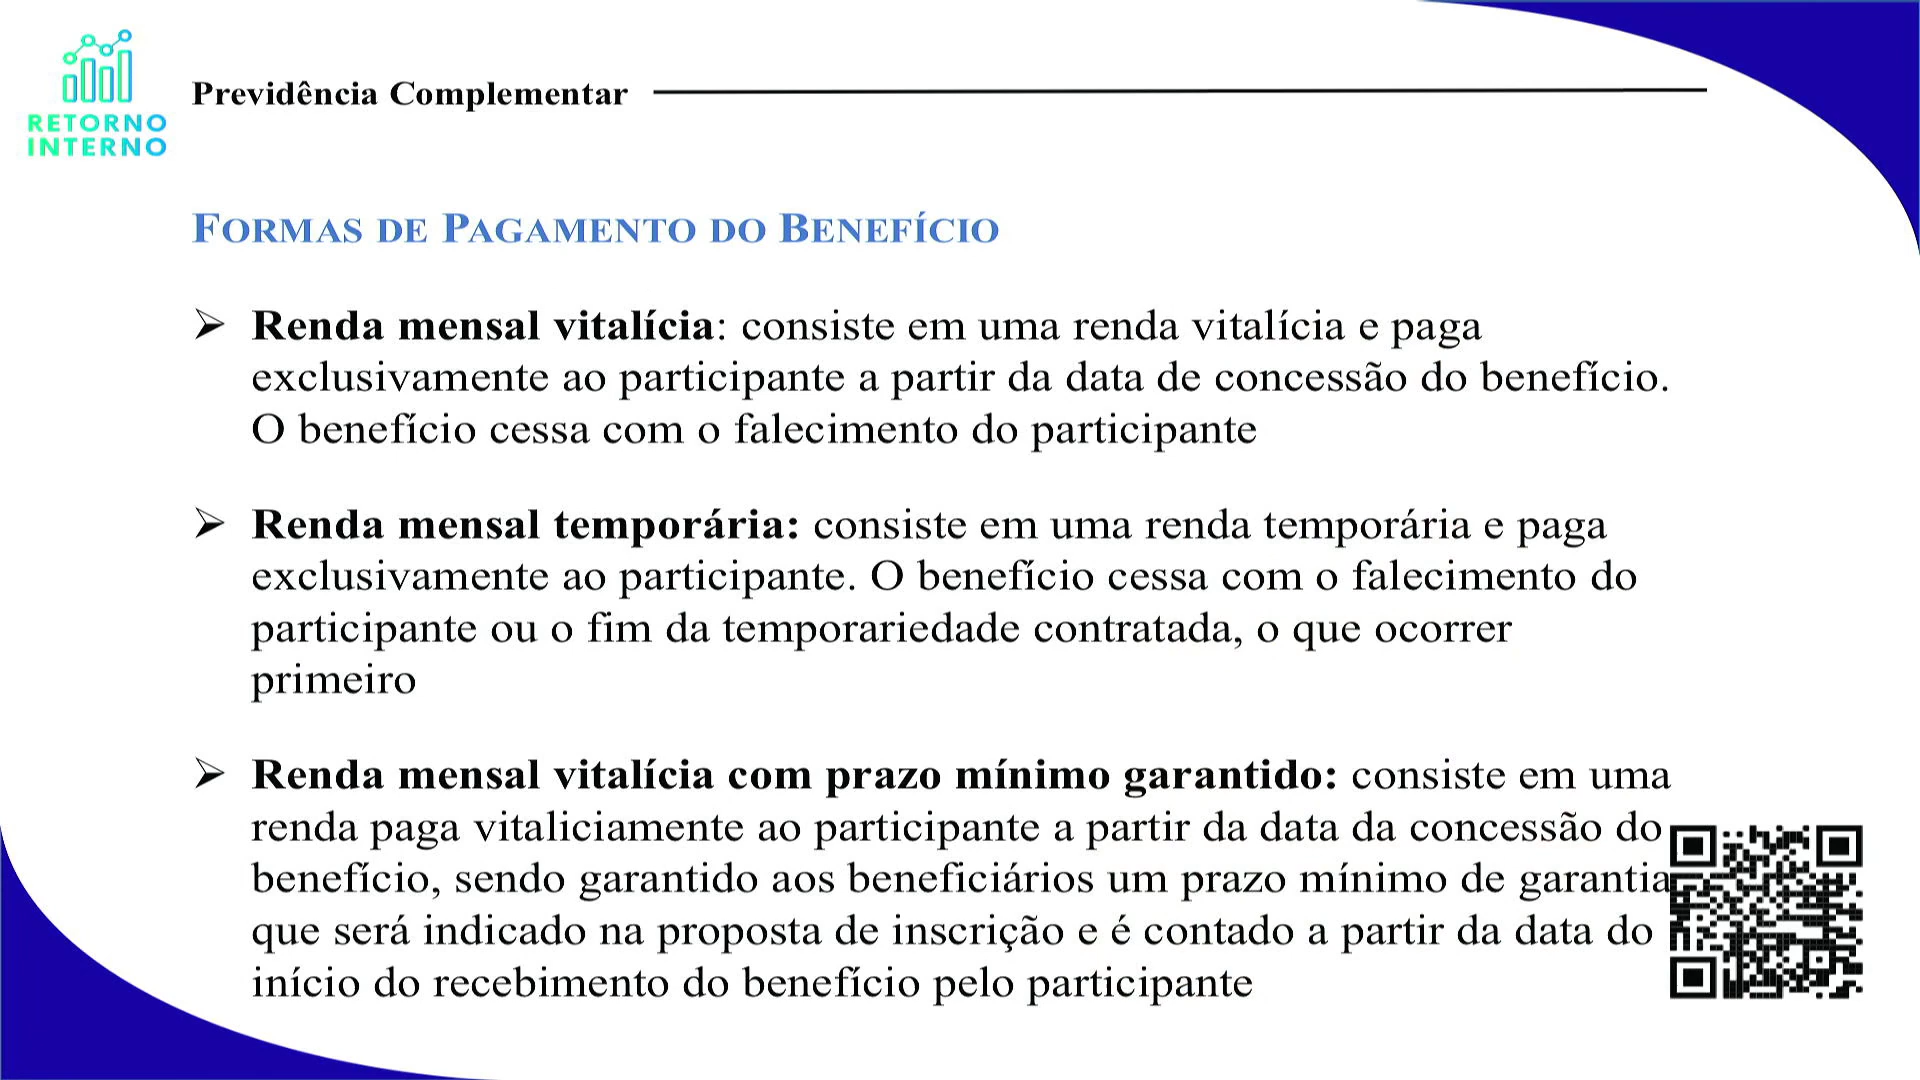 RETORNO
INTERNO
Previdência Complementar
FORMAS DE PAGAMENTO DO BENEFÍCIO
➢ Renda mensal vitalícia: consiste em uma renda vitalícia e paga
exclusivamente ao participante a partir da data de concessão do benefício.
O benefício cessa com o falecimento do participante
➢ Renda mensal temporária: consiste em uma renda temporária e paga
exclusivamente ao participante. O benefício cessa com o falecimento do
participante ou o fim da temporariedade contratada, o que ocorrer
primeiro
➢ Renda mensal vitalícia com prazo mínimo garantido: consiste em uma
renda paga vitaliciamente ao participante a partir da data da concessão do
benefício, sendo garantido aos beneficiários um prazo mínimo de garantia
que será indicado na proposta de inscrição e é contado a partir da data do
início do recebimento do benefício pelo participante